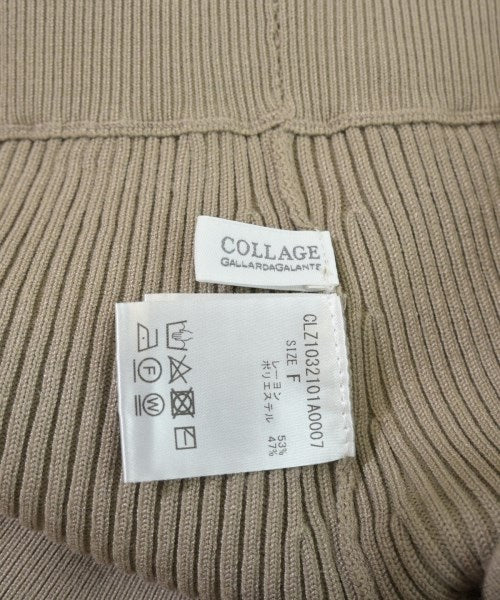 COLLAGE
GALLARDAGALANTE
CLZ1032101A0007
SIZE F
レーヨン 53%
ポリエステル 47%
F
W